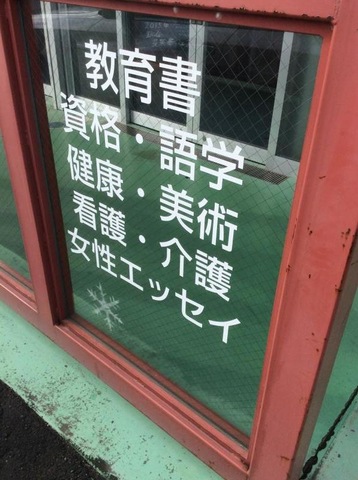 教育書
資格・語学
健康・美術
看護・介護
女性エッセイ